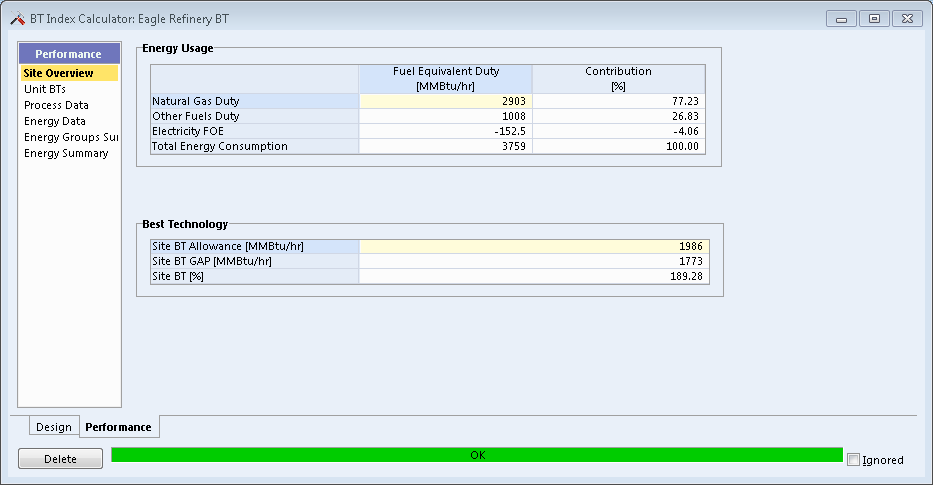 BT Index Calculator: Eagle Refinery BT
Performance
Site Overview
Unit BTs
Process Data
Energy Data
Energy Groups Sui
Energy Summary
Energy Usage
Fuel Equivalent Duty [MMBtu/hr] Contribution [%]
Natural Gas Duty 2903 77.23
Other Fuels Duty 1008 26.83
Electricity FOE -152.5 -4.06
Total Energy Consumption 3759 100.00
Best Technology
Site BT Allowance [MMBtu/hr] 1986
Site BT GAP [MMBtu/hr] 1773
Site BT [%] 189.28
Design Performance
Delete OK Ignored